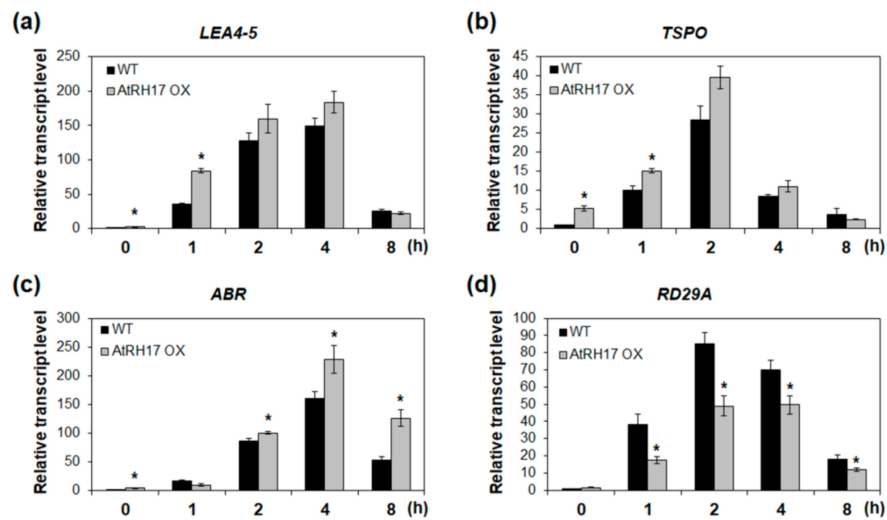 (a)
LEA4-5
Relative transcript level
250
200
150
100
50
0
WT
AtRH17 OX
*
*
0 1 2 4 8 (h)
(b)
TSPO
Relative transcript level
45
40
35
30
25
20
15
10
5
0
WT
AtRH17 OX
*
*
0 1 2 4 8 (h)
(c)
ABR
Relative transcript level
300
250
200
150
100
50
0
WT
AtRH17 OX
*
*
*
*
0 1 2 4 8 (h)
(d)
RD29A
Relative transcript level
100
90
80
70
60
50
40
30
20
10
0
WT
AtRH17 OX
*
*
*
*
0 1 2 4 8 (h)